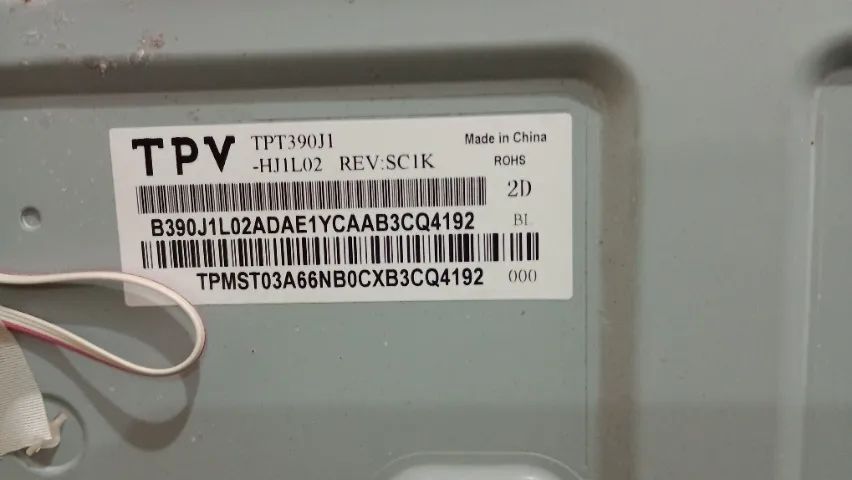 TPV TPT390J1
-HJ1L02 REV:SC1K
Made in China
ROHS
2D
B390J1L02ADAE1YCAAB3CQ4192 BL
TPMST03A66NB0CXB3CQ4192 000